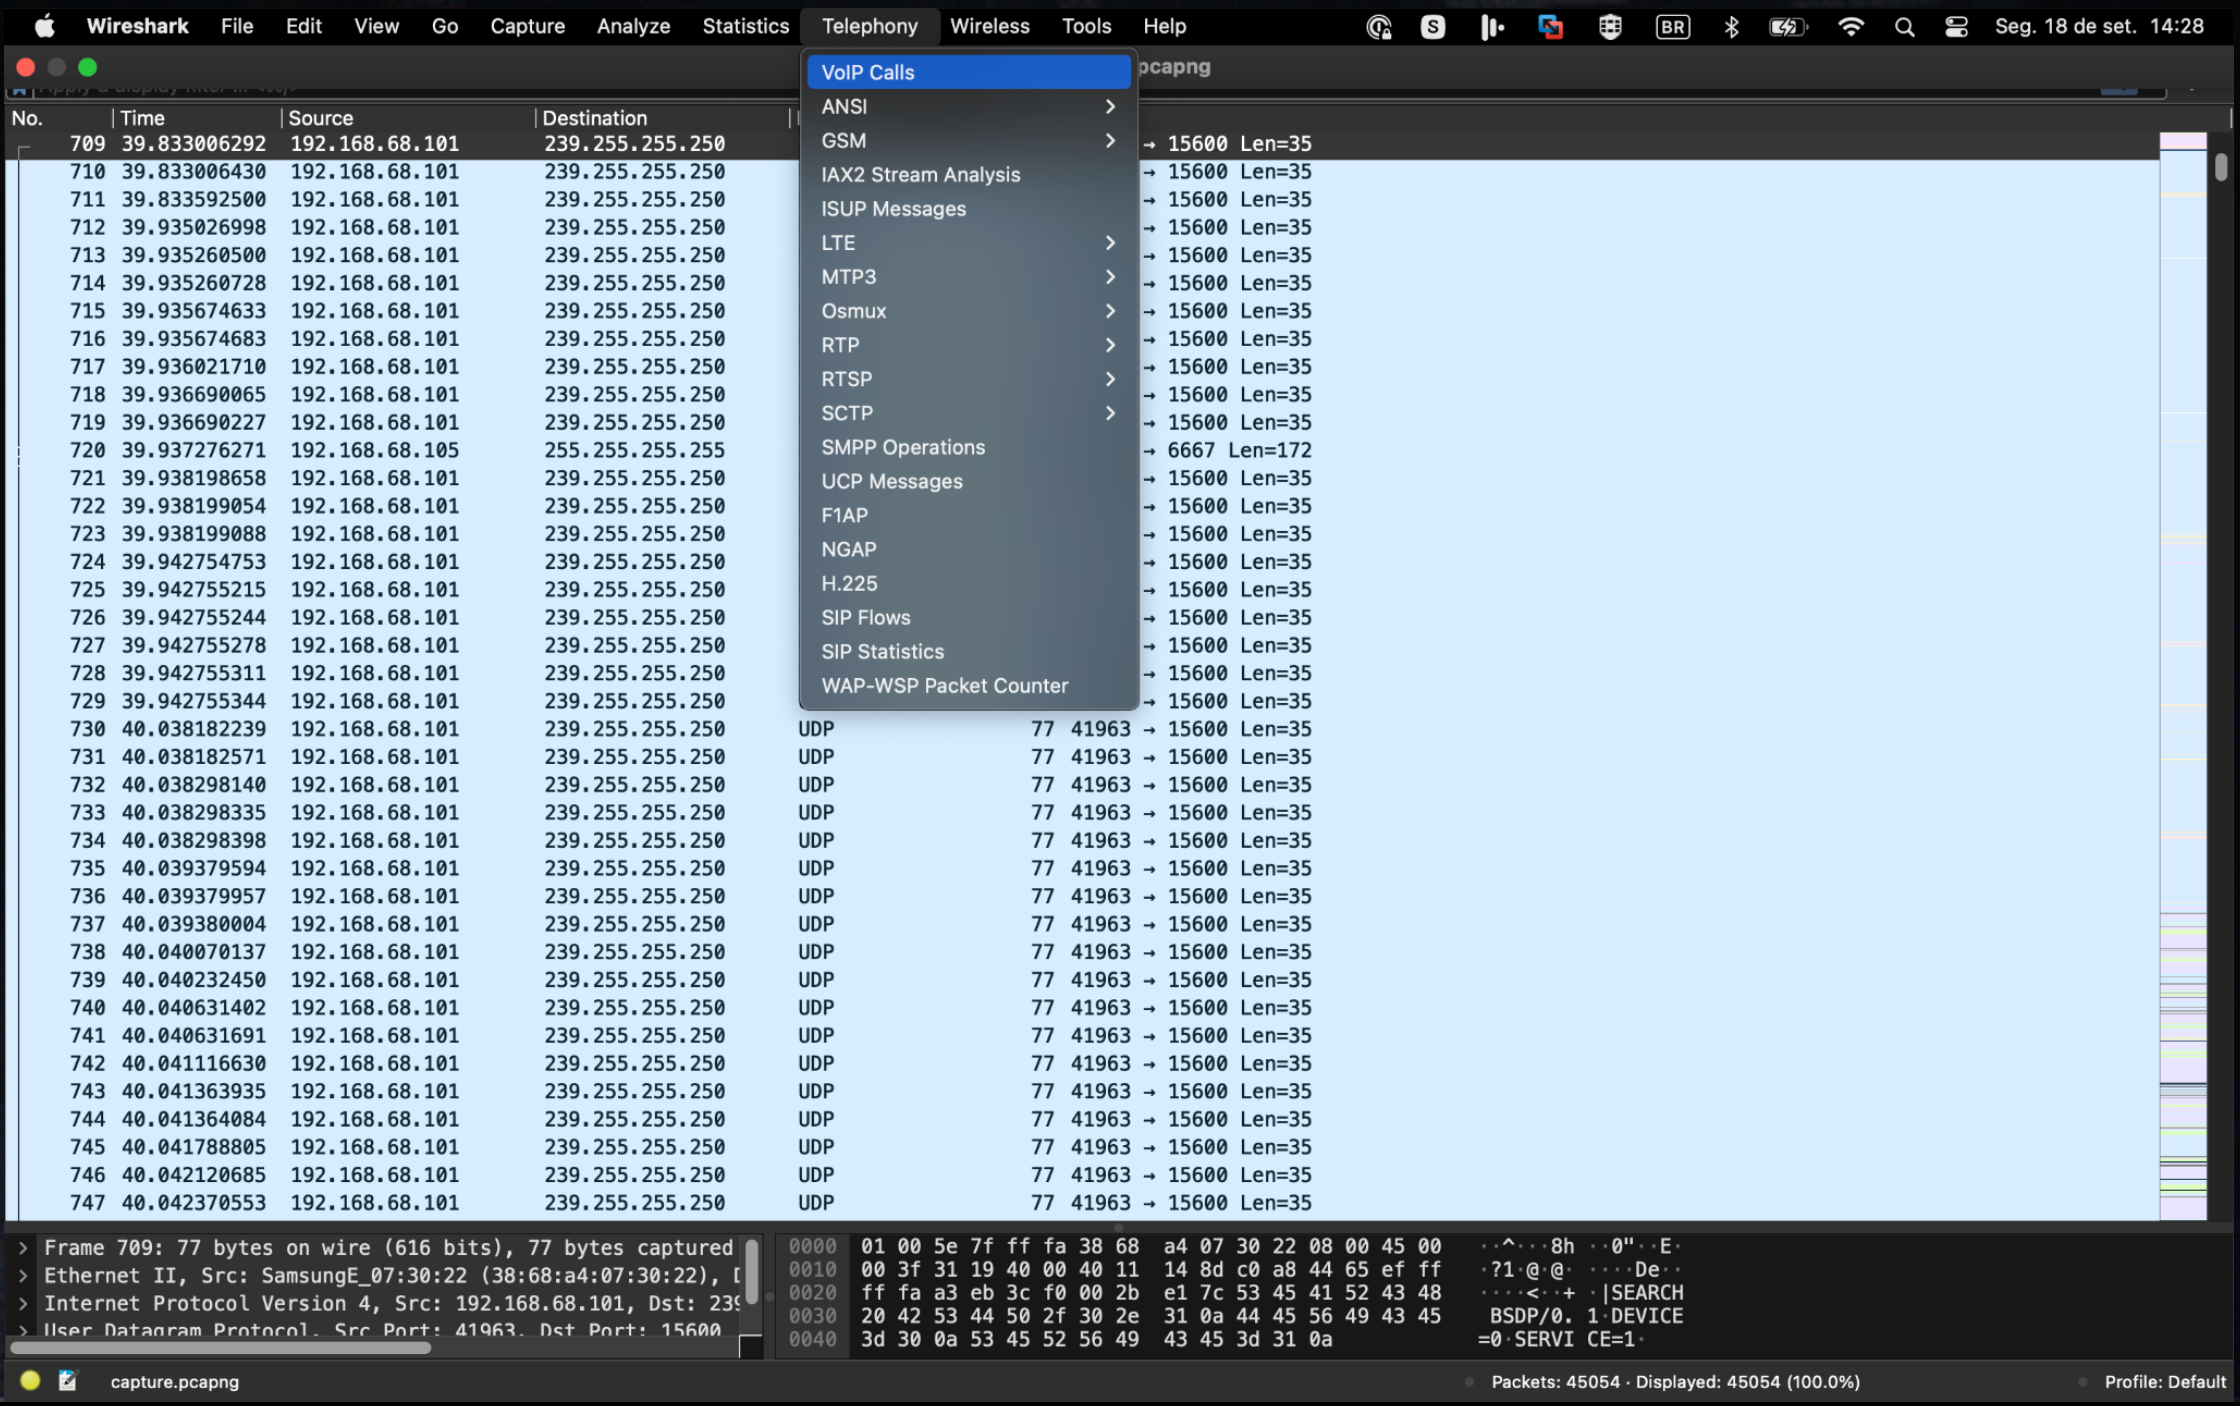 Wireshark File Edit View Go Capture Analyze Statistics Telephony Wireless Tools Help S BR Seg. 18 de set. 14:28
pcapng
No. Time Source Destination
VoIP Calls
ANSI
GSM
IAX2 Stream Analysis
ISUP Messages
LTE
MTP3
Osmux
RTP
RTSP
SCTP
SMPP Operations
UCP Messages
F1AP
NGAP
H.225
SIP Flows
SIP Statistics
WAP-WSP Packet Counter
709 39.833006292 192.168.68.101 239.255.255.250 → 15600 Len=35
710 39.833006430 192.168.68.101 239.255.255.250 → 15600 Len=35
711 39.833592500 192.168.68.101 239.255.255.250 → 15600 Len=35
712 39.935026998 192.168.68.101 239.255.255.250 → 15600 Len=35
713 39.935260500 192.168.68.101 239.255.255.250 → 15600 Len=35
714 39.935260728 192.168.68.101 239.255.255.250 → 15600 Len=35
715 39.935674633 192.168.68.101 239.255.255.250 → 15600 Len=35
716 39.935674683 192.168.68.101 239.255.255.250 → 15600 Len=35
717 39.936021710 192.168.68.101 239.255.255.250 → 15600 Len=35
718 39.936690065 192.168.68.101 239.255.255.250 → 15600 Len=35
719 39.936690227 192.168.68.101 239.255.255.250 → 15600 Len=35
720 39.937276271 192.168.68.105 255.255.255.255 → 6667 Len=172
721 39.938198658 192.168.68.101 239.255.255.250 → 15600 Len=35
722 39.938199054 192.168.68.101 239.255.255.250 → 15600 Len=35
723 39.938199088 192.168.68.101 239.255.255.250 → 15600 Len=35
724 39.942754753 192.168.68.101 239.255.255.250 → 15600 Len=35
725 39.942755215 192.168.68.101 239.255.255.250 → 15600 Len=35
726 39.942755244 192.168.68.101 239.255.255.250 → 15600 Len=35
727 39.942755278 192.168.68.101 239.255.255.250 → 15600 Len=35
728 39.942755311 192.168.68.101 239.255.255.250 → 15600 Len=35
729 39.942755344 192.168.68.101 239.255.255.250 → 15600 Len=35
730 40.038182239 192.168.68.101 239.255.255.250 UDP 77 41963 → 15600 Len=35
731 40.038182571 192.168.68.101 239.255.255.250 UDP 77 41963 → 15600 Len=35
732 40.038298140 192.168.68.101 239.255.255.250 UDP 77 41963 → 15600 Len=35
733 40.038298335 192.168.68.101 239.255.255.250 UDP 77 41963 → 15600 Len=35
734 40.038298398 192.168.68.101 239.255.255.250 UDP 77 41963 → 15600 Len=35
735 40.039379594 192.168.68.101 239.255.255.250 UDP 77 41963 → 15600 Len=35
736 40.039379957 192.168.68.101 239.255.255.250 UDP 77 41963 → 15600 Len=35
737 40.039380004 192.168.68.101 239.255.255.250 UDP 77 41963 → 15600 Len=35
738 40.040070137 192.168.68.101 239.255.255.250 UDP 77 41963 → 15600 Len=35
739 40.040232450 192.168.68.101 239.255.255.250 UDP 77 41963 → 15600 Len=35
740 40.040631402 192.168.68.101 239.255.255.250 UDP 77 41963 → 15600 Len=35
741 40.040631691 192.168.68.101 239.255.255.250 UDP 77 41963 → 15600 Len=35
742 40.041116630 192.168.68.101 239.255.255.250 UDP 77 41963 → 15600 Len=35
743 40.041363935 192.168.68.101 239.255.255.250 UDP 77 41963 → 15600 Len=35
744 40.041364084 192.168.68.101 239.255.255.250 UDP 77 41963 → 15600 Len=35
745 40.041788805 192.168.68.101 239.255.255.250 UDP 77 41963 → 15600 Len=35
746 40.042120685 192.168.68.101 239.255.255.250 UDP 77 41963 → 15600 Len=35
747 40.042370553 192.168.68.101 239.255.255.250 UDP 77 41963 → 15600 Len=35
Frame 709: 77 bytes on wire (616 bits), 77 bytes captured
Ethernet II, Src: SamsungE_07:30:22 (38:68:a4:07:30:22), 
Internet Protocol Version 4, Src: 192.168.68.101, Dst: 239
User Datagram Protocol, Src Port: 41963, Dst Port: 15600
0000 01 00 5e 7f ff fa 38 68 a4 07 30 22 08 00 45 00 ··^···8h ··0"··E·
0010 00 3f 31 19 40 00 40 11 14 8d c0 a8 44 65 ef ff ·?1·@·@· ····De··
0020 ff fa a3 eb 3c f0 00 2b e1 7c 53 45 41 52 43 48 ····<··+ ·|SEARCH
0030 20 42 53 44 50 2f 30 2e 31 0a 44 45 56 49 43 45 BSDP/0. 1·DEVICE
0040 3d 30 0a 53 45 52 56 49 43 45 3d 31 0a =0·SERVI CE=1·
capture.pcapng Packets: 45054 · Displayed: 45054 (100.0%) Profile: Default